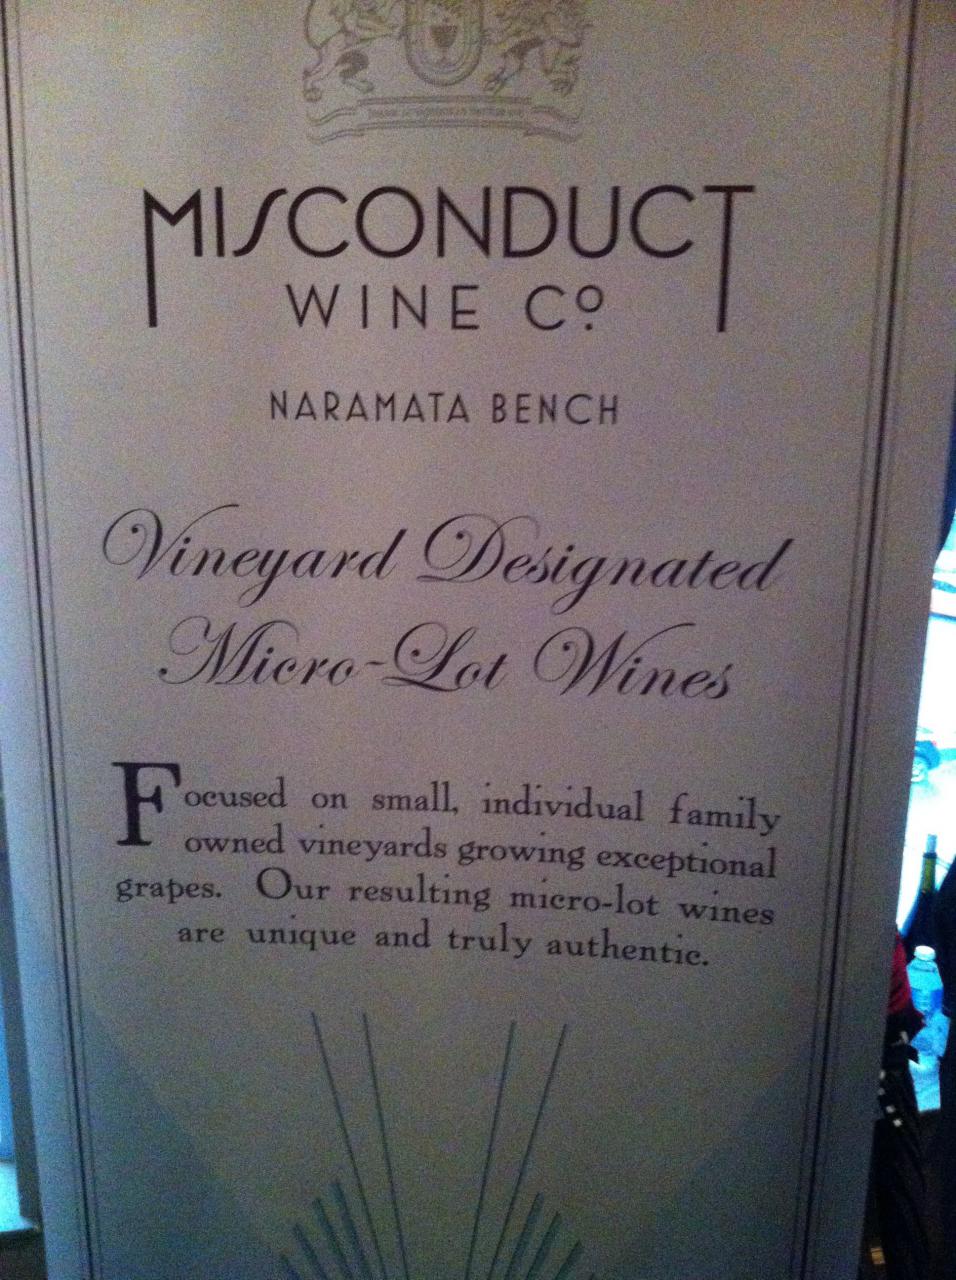 MISCONDUCT
WINE Co.
NARAMATA BENCH
Vineyard Designated
Micro-Lot Wines
Focused on small, individual family
owned vineyards growing exceptional
grapes. Our resulting micro-lot wines
are unique and truly authentic.